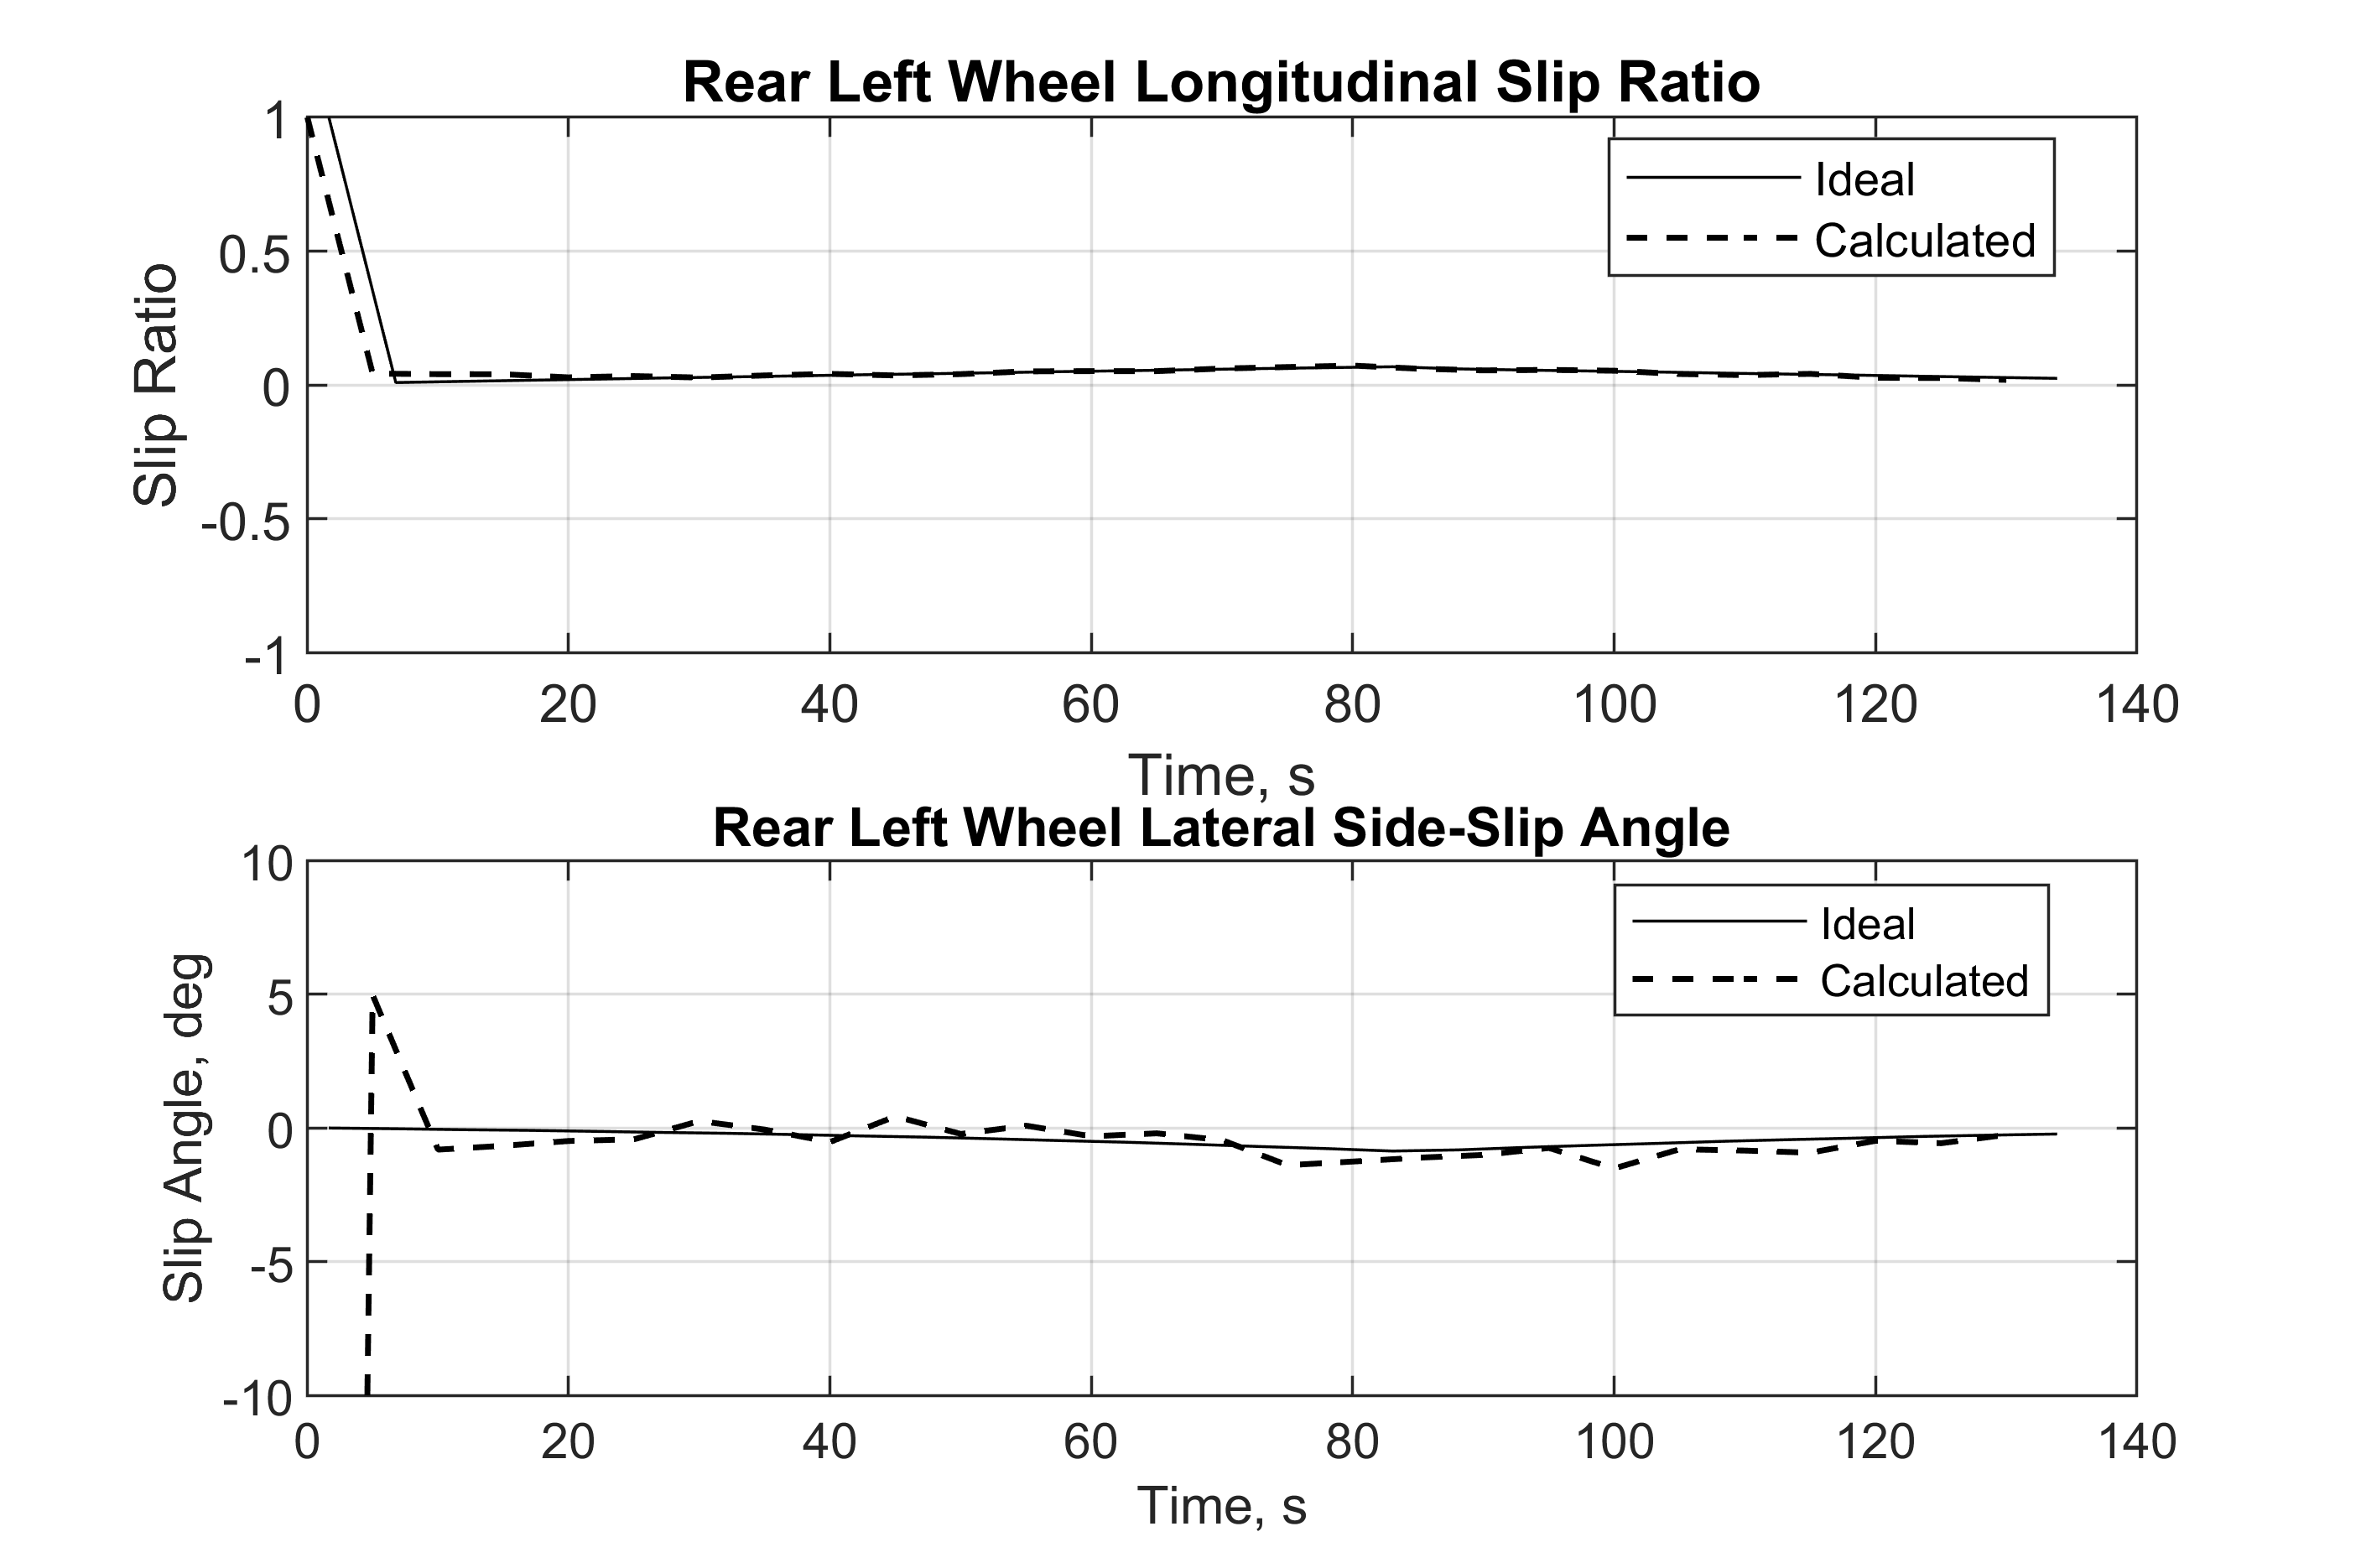 Rear Left Wheel Longitudinal Slip Ratio
1
Ideal
Calculated
0.5
0
-0.5
-1
Slip Ratio
0 20 40 60 80 100 120 140
Time, s
Rear Left Wheel Lateral Side-Slip Angle
10
Ideal
Calculated
5
0
-5
-10
Slip Angle, deg
0 20 40 60 80 100 120 140
Time, s